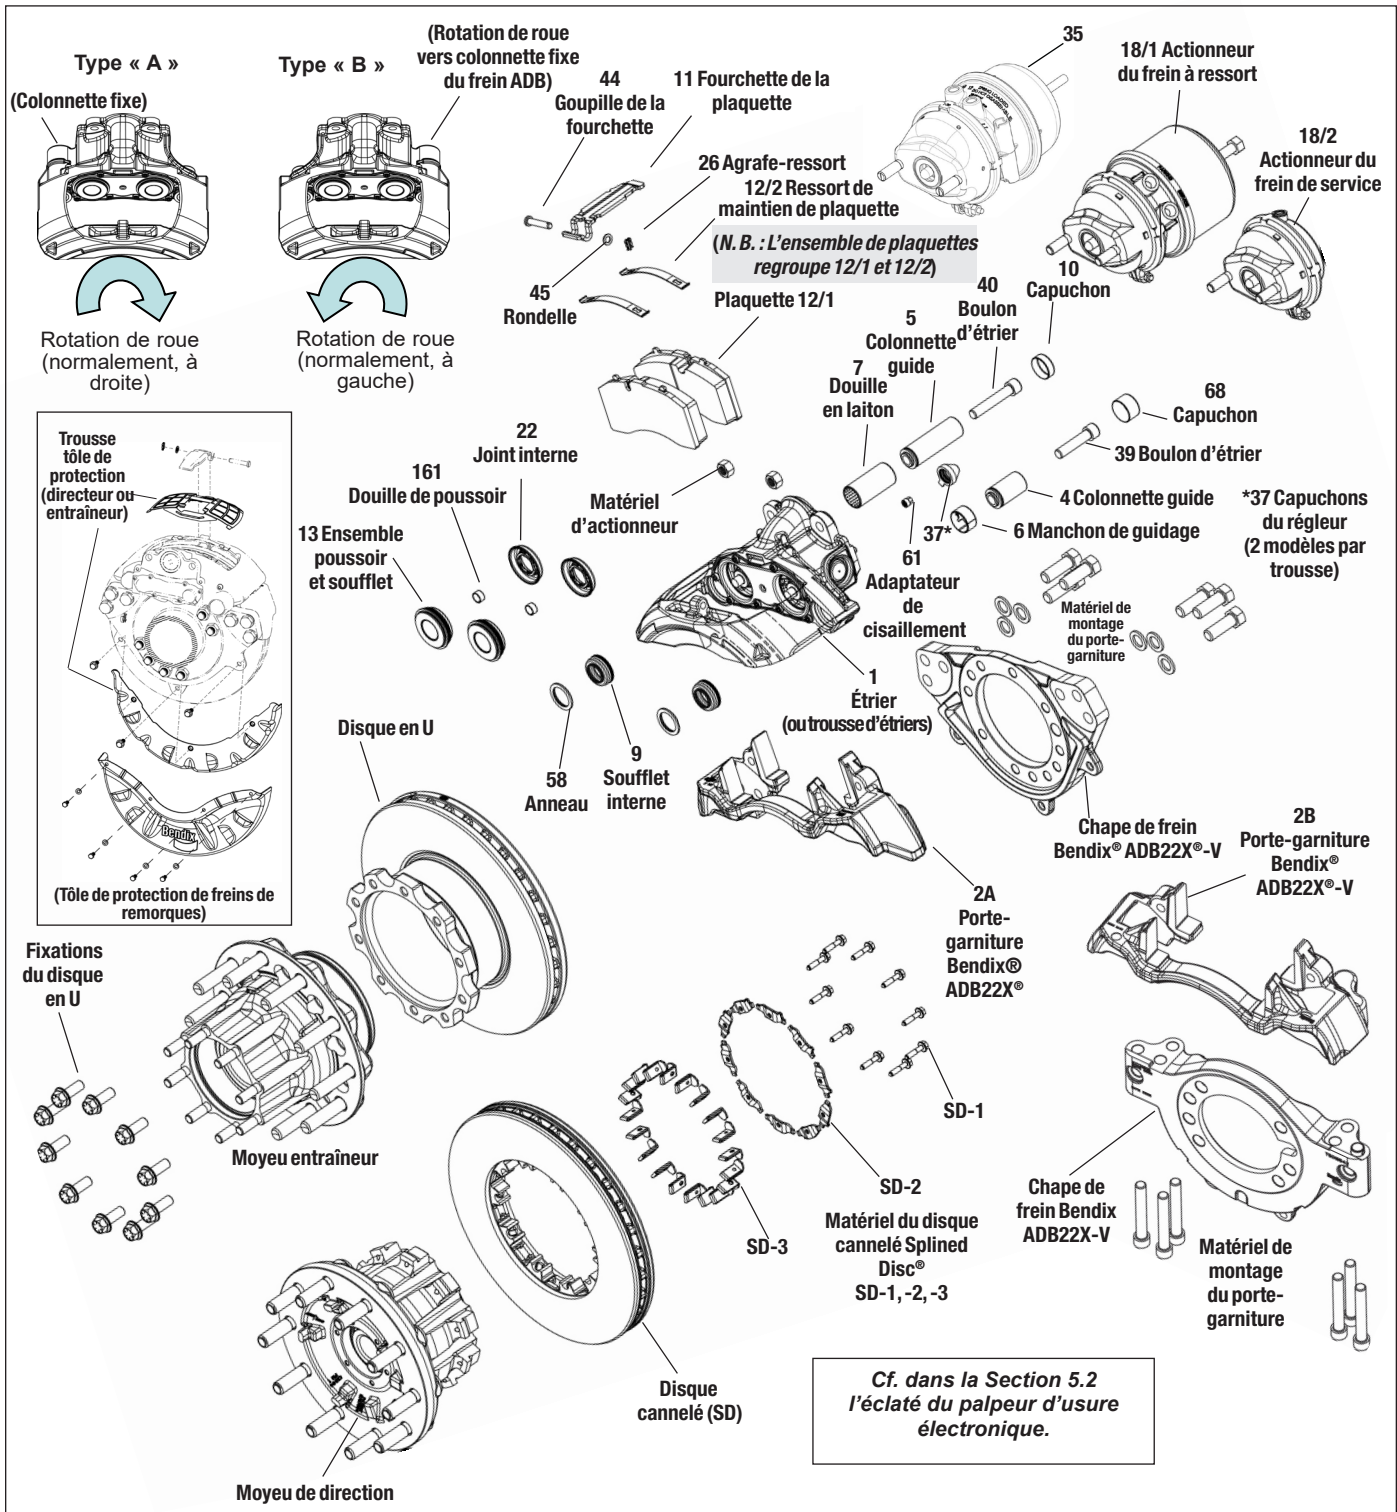 Type « A »
(Colonnette fixe)
Rotation de roue
(normalement, à
droite)
Type « B »
(Rotation de roue
vers colonnette fixe
du frein ADB)
Rotation de roue
(normalement, à
gauche)
44
Goupille de la
fourchette
11 Fourchette de la
plaquette
26 Agrafe-ressort
12/2 Ressort de
maintien de plaquette
(N. B. : L'ensemble de plaquettes
regroupe 12/1 et 12/2)
45
Rondelle
Plaquette 12/1
35
18/1 Actionneur
du frein à ressort
18/2
Actionneur du
frein de service
10
Capuchon
40
Boulon
d'étrier
5
Colonnette
guide
7
Douille
en laiton
68
Capuchon
39 Boulon d'étrier
4 Colonnette guide
6 Manchon de guidage
37*
*37 Capuchons
du régleur
(2 modèles par
trousse)
61
Adaptateur
de
cisaillement
Trousse
tôle de
protection
(directeur ou
entraîneur)
Bendix
(Tôle de protection de freins de
remorques)
22
Joint interne
161
Douille de poussoir
13 Ensemble
poussoir
et soufflet
Matériel
d'actionneur
Matériel de
montage
du porte-
garniture
1
Étrier
(ou trousse d'étriers)
9
Soufflet
interne
58
Anneau
Disque en U
Chape de frein
Bendix® ADB22X®-V
2B
Porte-garniture
Bendix®
ADB22X®-V
2A
Porte-
garniture
Bendix®
ADB22X®
Fixations
du disque
en U
Moyeu entraîneur
SD-1
SD-2
SD-3
Matériel du disque
cannelé Splined
Disc®
SD-1, -2, -3
Chape de
frein Bendix
ADB22X-V
Matériel de
montage
du porte-
garniture
Disque
cannelé (SD)
Moyeu de direction
Cf. dans la Section 5.2
l'éclaté du palpeur d'usure
électronique.